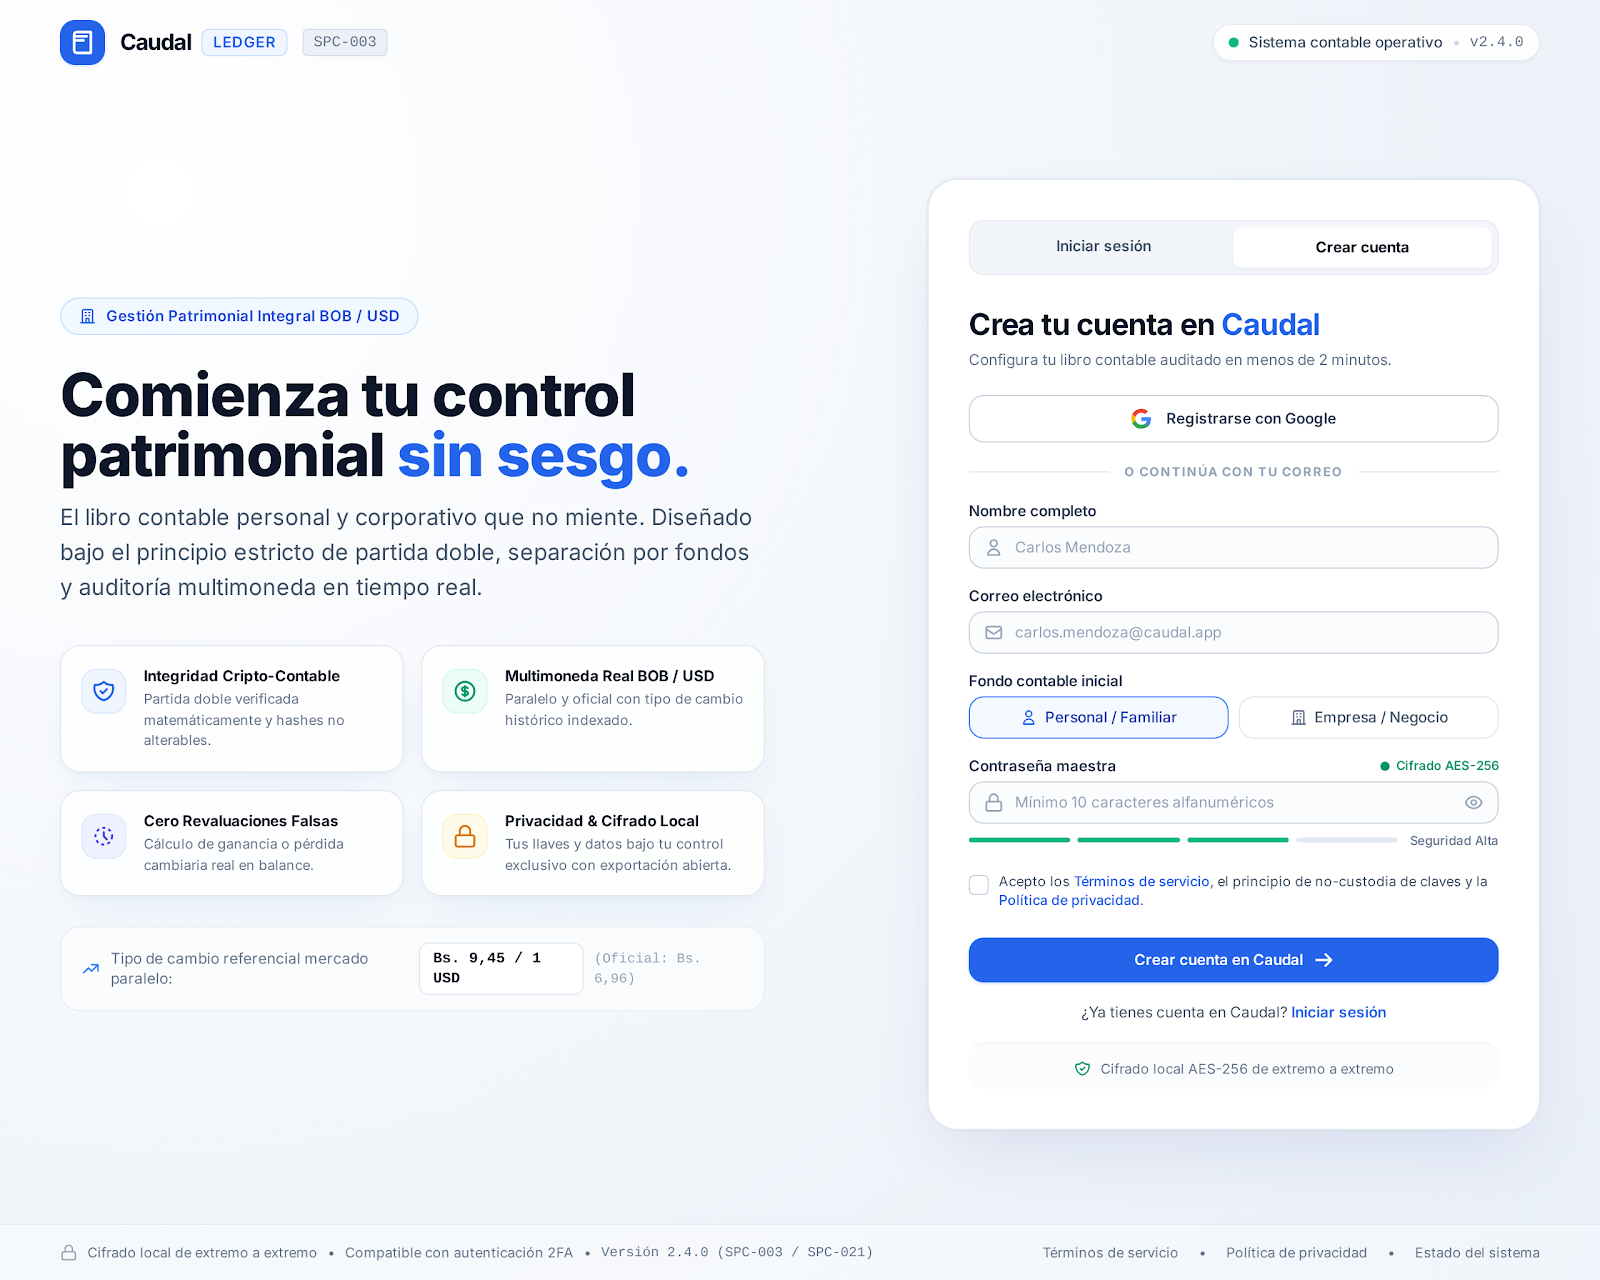 Caudal LEDGER SPC-003
Sistema contable operativo • v2.4.0
Gestión Patrimonial Integral BOB / USD
Comienza tu control
patrimonial sin sesgo.
El libro contable personal y corporativo que no miente. Diseñado
bajo el principio estricto de partida doble, separación por fondos
y auditoría multimoneda en tiempo real.
Integridad Cripto-Contable
Partida doble verificada
matemáticamente y hashes no
alterables.
Multimoneda Real BOB / USD
Paralelo y oficial con tipo de cambio
histórico indexado.
Cero Revaluaciones Falsas
Cálculo de ganancia o pérdida
cambiaria real en balance.
Privacidad & Cifrado Local
Tus llaves y datos bajo tu control
exclusivo con exportación abierta.
Tipo de cambio referencial mercado
paralelo:
Bs. 9,45 / 1
USD
(Oficial: Bs.
6,96)
Iniciar sesión
Crear cuenta
Crea tu cuenta en Caudal
Configura tu libro contable auditado en menos de 2 minutos.
Registrarse con Google
O CONTINÚA CON TU CORREO
Nombre completo
Carlos Mendoza
Correo electrónico
carlos.mendoza@caudal.app
Fondo contable inicial
Personal / Familiar
Empresa / Negocio
Contraseña maestra
Cifrado AES-256
Mínimo 10 caracteres alfanuméricos
Seguridad Alta
Acepto los Términos de servicio, el principio de no-custodia de claves y la
Política de privacidad.
Crear cuenta en Caudal
¿Ya tienes cuenta en Caudal? Iniciar sesión
Cifrado local AES-256 de extremo a extremo
Cifrado local de extremo a extremo • Compatible con autenticación 2FA • Versión 2.4.0 (SPC-003 / SPC-021)
Términos de servicio • Política de privacidad • Estado del sistema